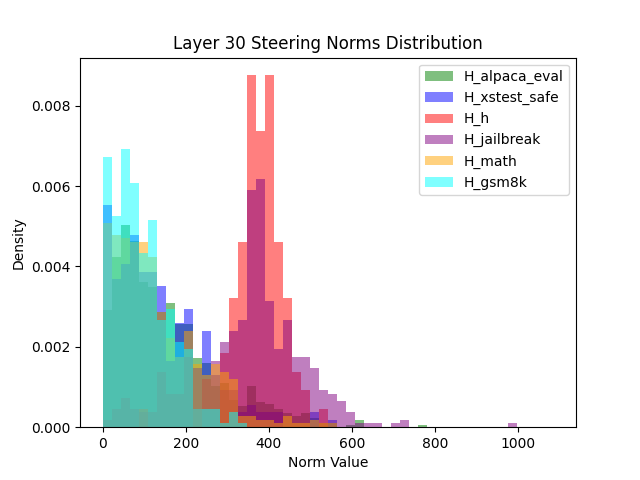 Layer 30 Steering Norms Distribution
H_alpaca_eval
H_xstest_safe
H_h
H_jailbreak
H_math
H_gsm8k
Density
0.008
0.006
0.004
0.002
0.000
0 200 400 600 800 1000
Norm Value